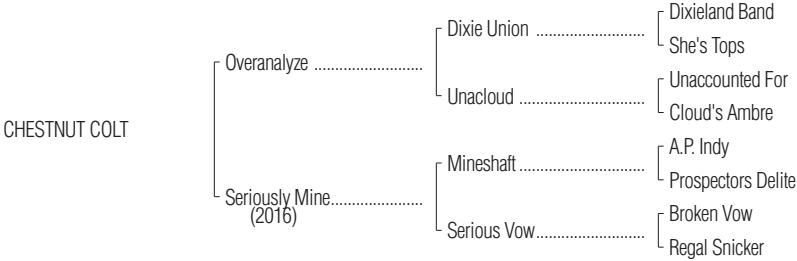 CHESTNUT COLT
Overanalyze ..........................
Seriously Mine......................
(2016)
Dixie Union ..........................
Unacloud ..............................
Mineshaft ..............................
Serious Vow..........................
Dixieland Band
She's Tops
Unaccounted For
Cloud's Ambre
A.P. Indy
Prospectors Delite
Broken Vow
Regal Snicker